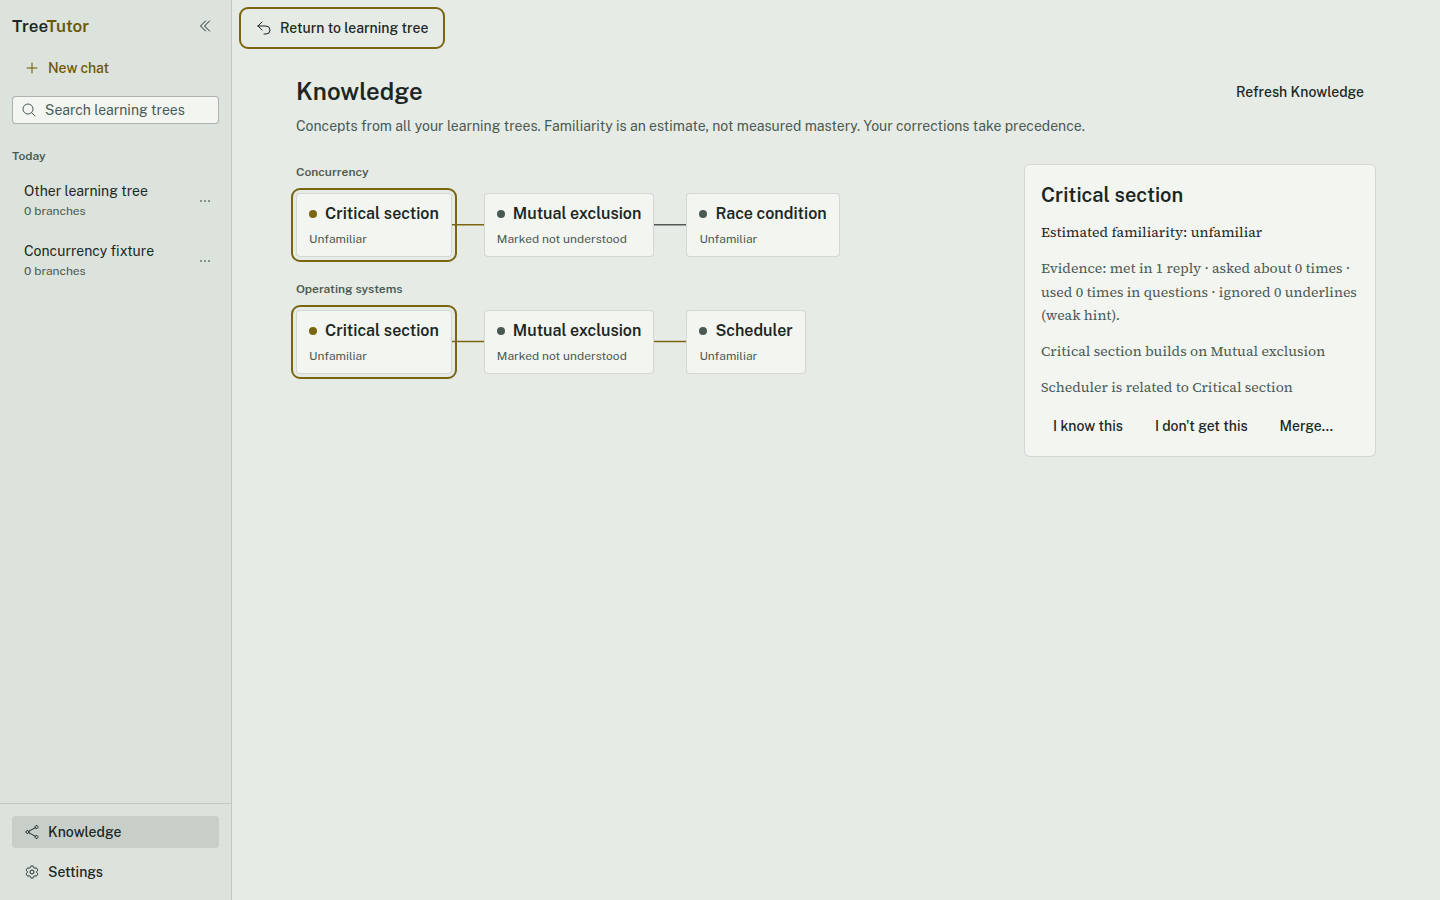 TreeTutor
Return to learning tree
New chat
Search learning trees
Today
Other learning tree
0 branches
Concurrency fixture
0 branches
Knowledge
Settings
Knowledge
Refresh Knowledge
Concepts from all your learning trees. Familiarity is an estimate, not measured mastery. Your corrections take precedence.
Concurrency
Critical section
Unfamiliar
Mutual exclusion
Marked not understood
Race condition
Unfamiliar
Operating systems
Critical section
Unfamiliar
Mutual exclusion
Marked not understood
Scheduler
Unfamiliar
Critical section
Estimated familiarity: unfamiliar
Evidence: met in 1 reply · asked about 0 times ·
used 0 times in questions · ignored 0 underlines
(weak hint).
Critical section builds on Mutual exclusion
Scheduler is related to Critical section
I know this
I don't get this
Merge...